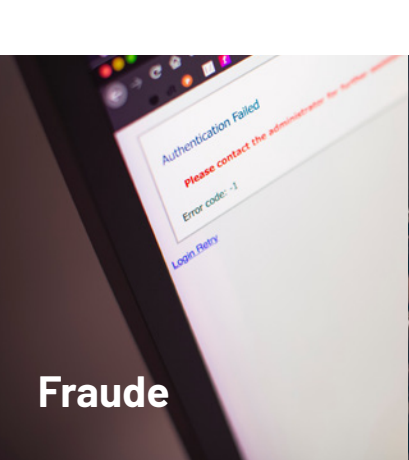 Authentication Failed
Please contact the administrator for further
Error code: -1
Login Retry
Fraude